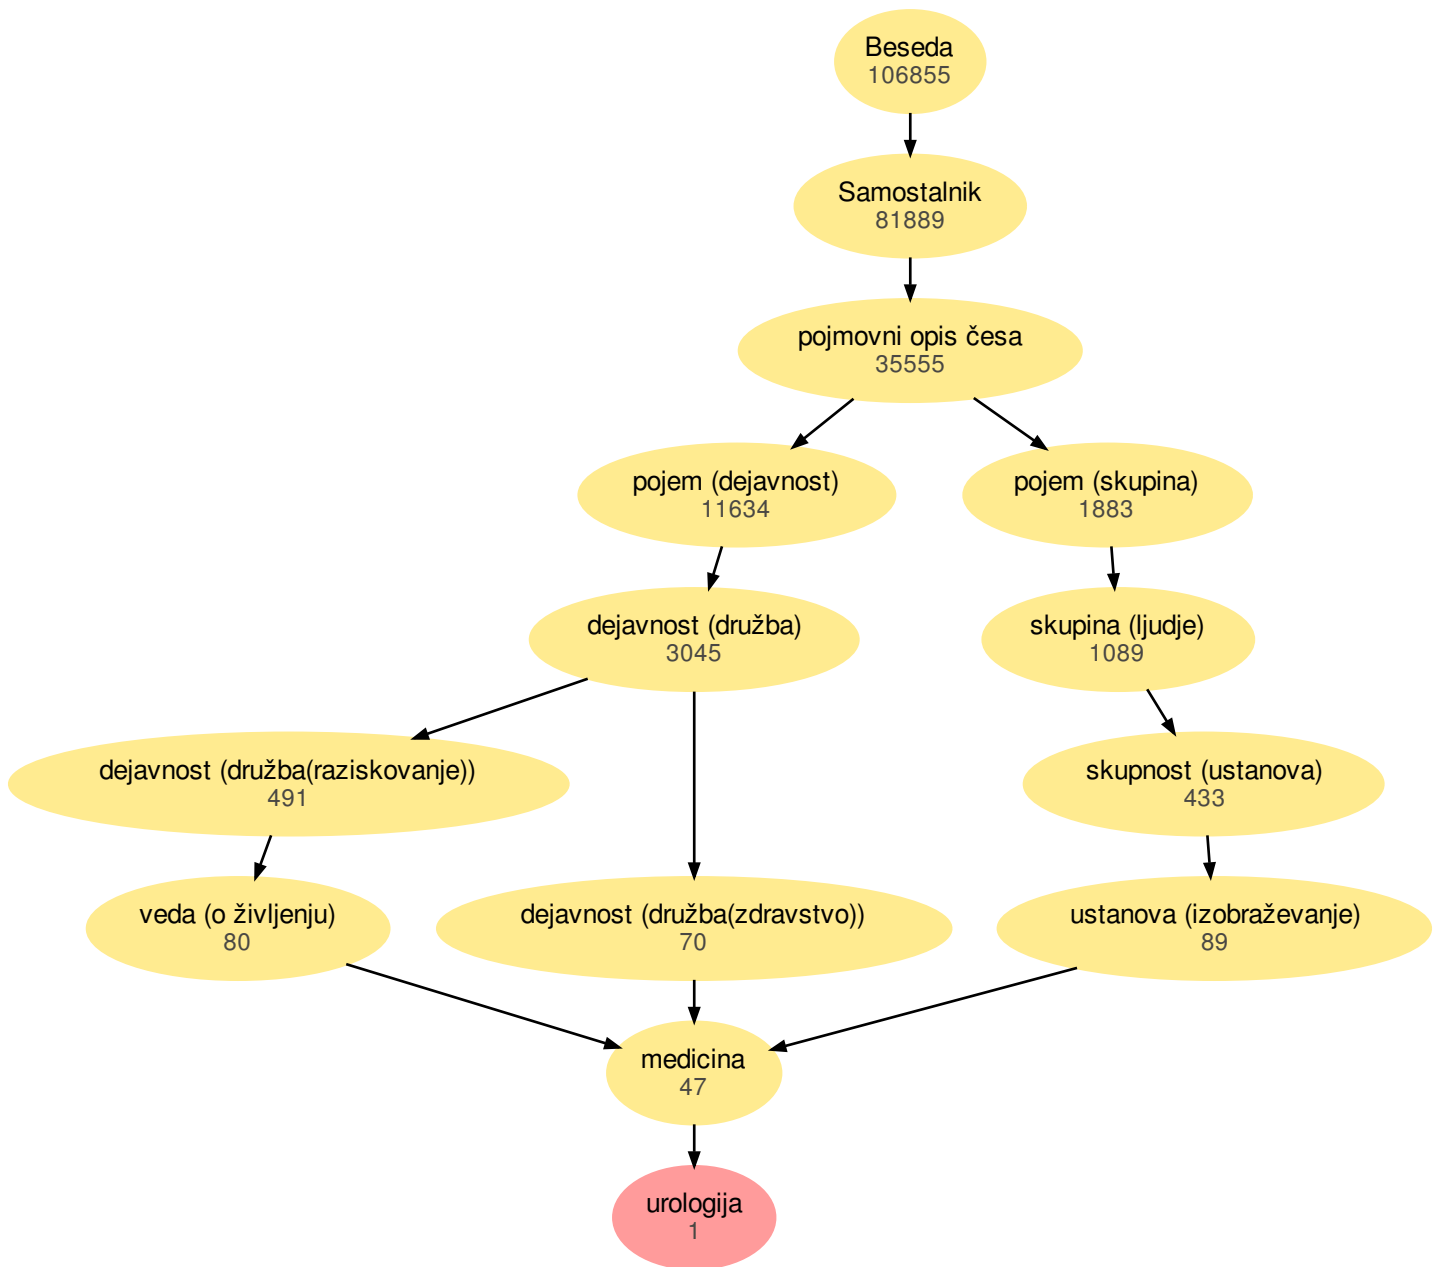 Beseda
106855
Samostalnik
81889
pojmovni opis česa
35555
pojem (dejavnost)
11634
pojem (skupina)
1883
dejavnost (družba)
3045
skupina (ljudje)
1089
dejavnost (družba(raziskovanje))
491
skupnost (ustanova)
433
veda (o življenju)
80
dejavnost (družba(zdravstvo))
70
ustanova (izobraževanje)
89
medicina
47
urologija
1